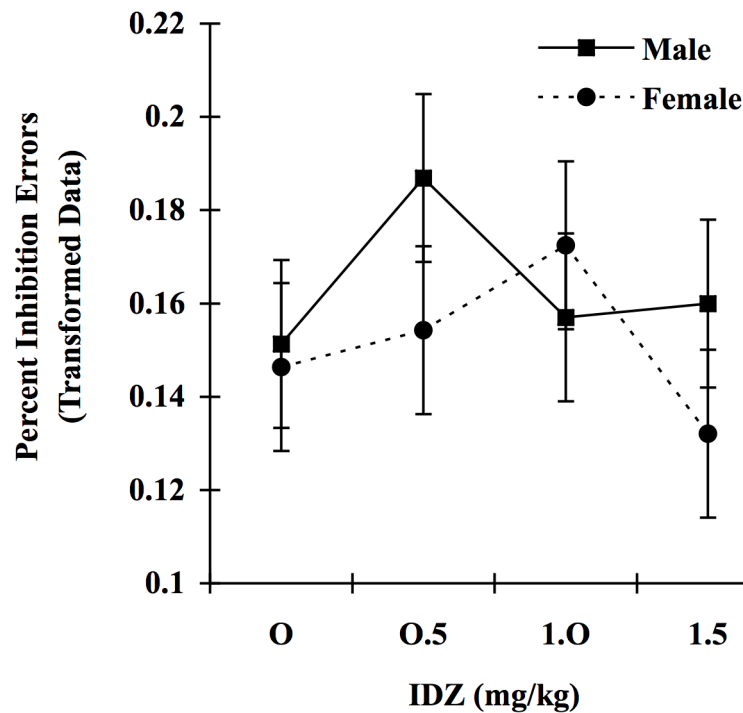 Percent Inhibition Errors
(Transformed Data)
0.22
0.2
0.18
0.16
0.14
0.12
0.1
Male
Female
O O.5 1.O 1.5
IDZ (mg/kg)